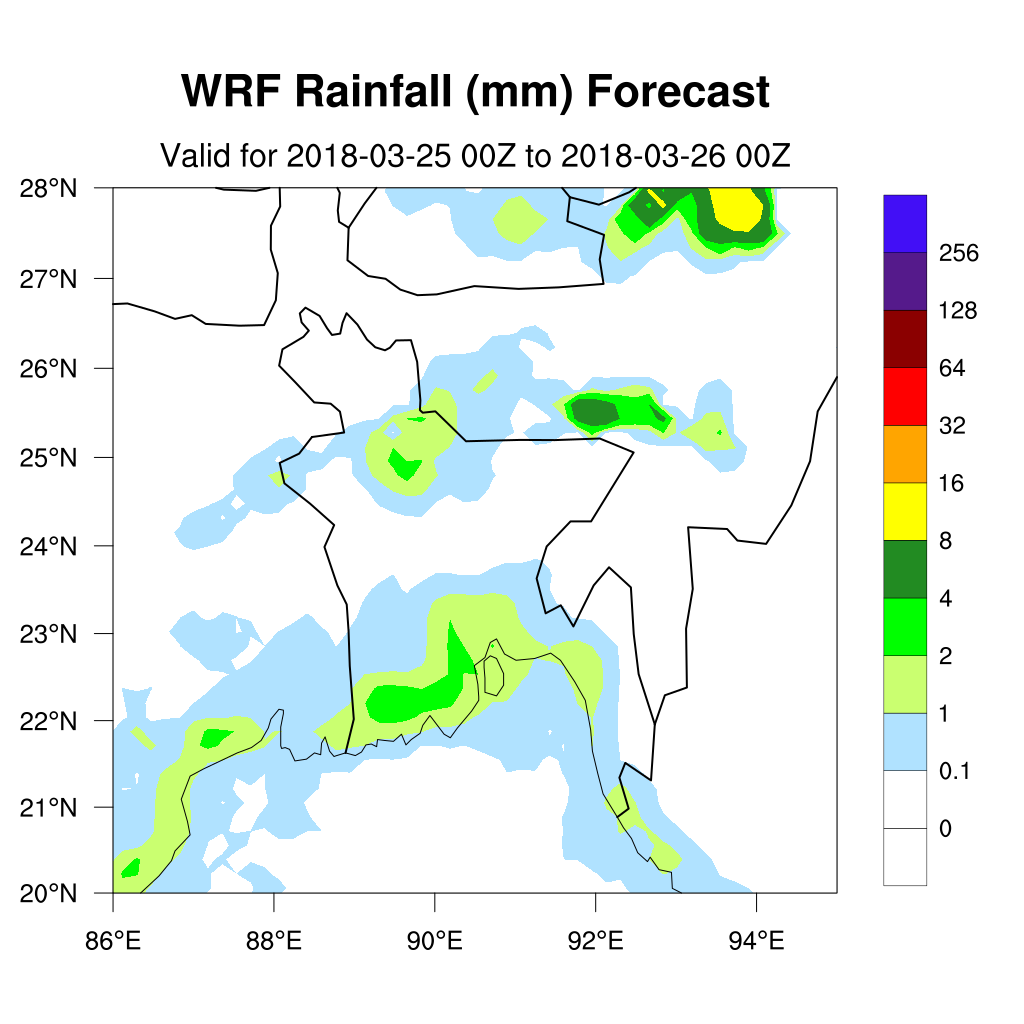 WRF Rainfall (mm) Forecast
Valid for 2018-03-25 00Z to 2018-03-26 00Z
28°N
27°N
26°N
25°N
24°N
23°N
22°N
21°N
20°N
86°E 88°E 90°E 92°E 94°E
256
128
64
32
16
8
4
2
1
0.1
0